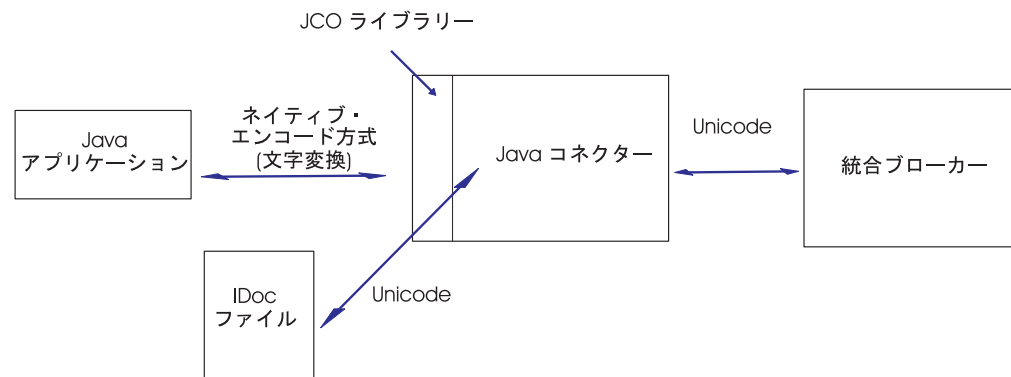 JCO ライブラリー
Java
アプリケーション
ネイティブ・
エンコード方式
(文字変換)
Java コネクター
Unicode
統合ブローカー
IDoc
ファイル
Unicode